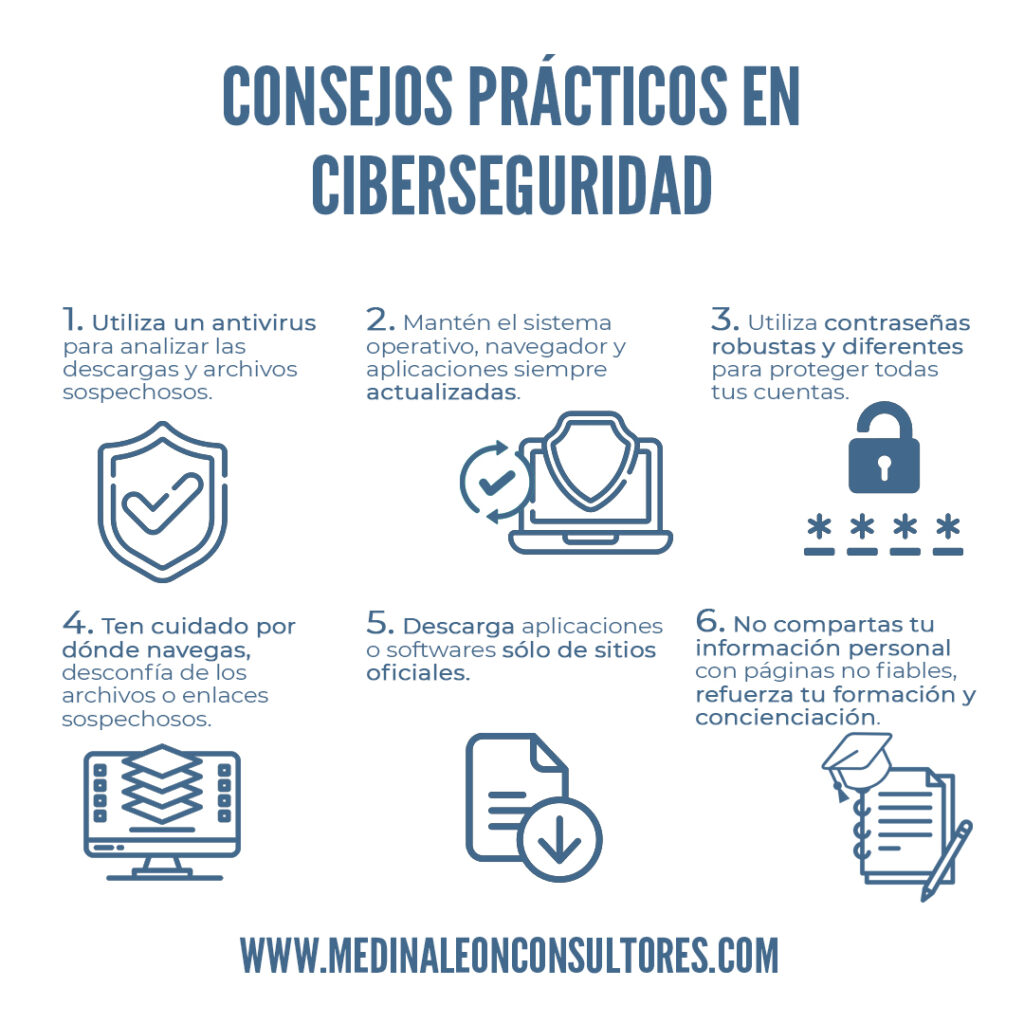 CONSEJOS PRÁCTICOS EN
CIBERSEGURIDAD
1. Utiliza un antivirus
para analizar las
descargas y archivos
sospechosos.
2. Mantén el sistema
operativo, navegador y
aplicaciones siempre
actualizadas.
3. Utiliza contraseñas
robustas y diferentes
para proteger todas
tus cuentas.
* * * *
4. Ten cuidado por
dónde navegas,
desconfía de los
archivos o enlaces
sospechosos.
5. Descarga aplicaciones
o softwares sólo de sitios
oficiales.
6. No compartas tu
información personal
con páginas no fiables,
refuerza tu formación y
concienciación.
WWW.MEDINALEONCONSULTORES.COM